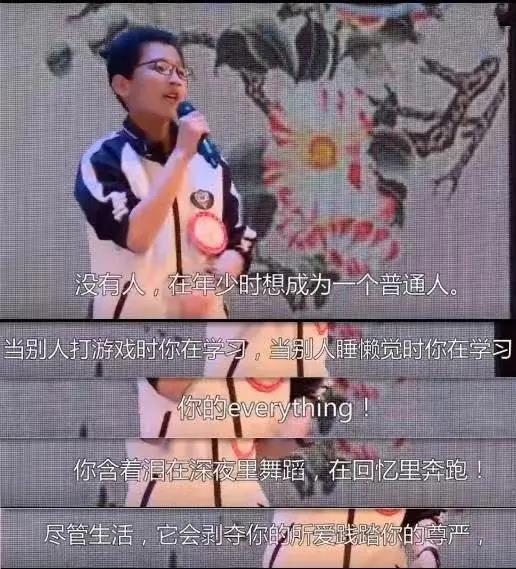 没有人，在年少时想成为一个普通人。
当别人打游戏时你在学习，当别人睡懒觉时你在学习
你的everything！
你含着泪在深夜里舞蹈，在回忆里奔跑！
尽管生活，它会剥夺你的所爱践踏你的尊严，